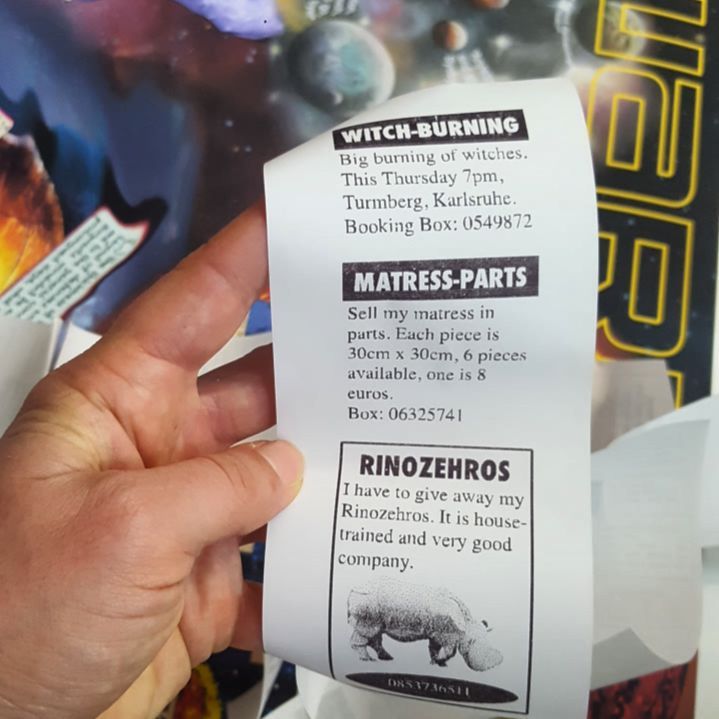 WITCH-BURNING
Big burning of witches.
This Thursday 7pm,
Turmberg, Karlsruhe.
Booking Box: 0549872
MATRESS-PARTS
Sell my matress in
parts. Each piece is
30cm x 30cm, 6 pieces
available, one is 8
euros.
Box: 06325741
RINOZEHROS
I have to give away my
Rinozehros. It is house-
trained and very good
company.
0853736511